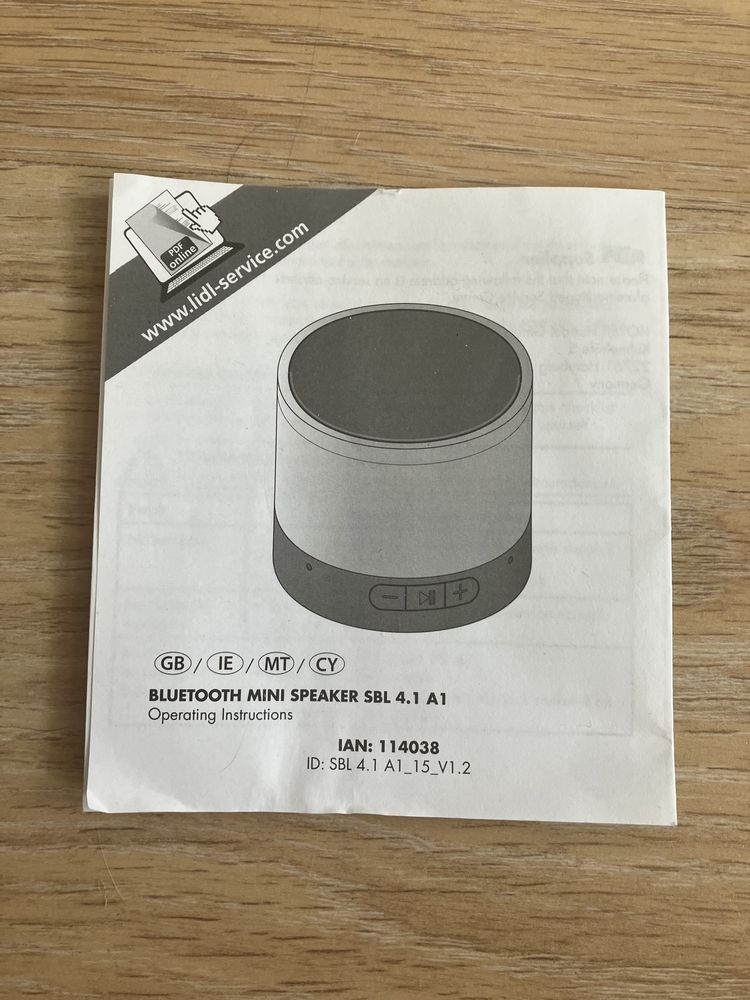 PDF
online
www.lidl-service.com
GB / IE / MT / CY
BLUETOOTH MINI SPEAKER SBL 4.1 A1
Operating Instructions
IAN: 114038
ID: SBL 4.1 A1_15_V1.2